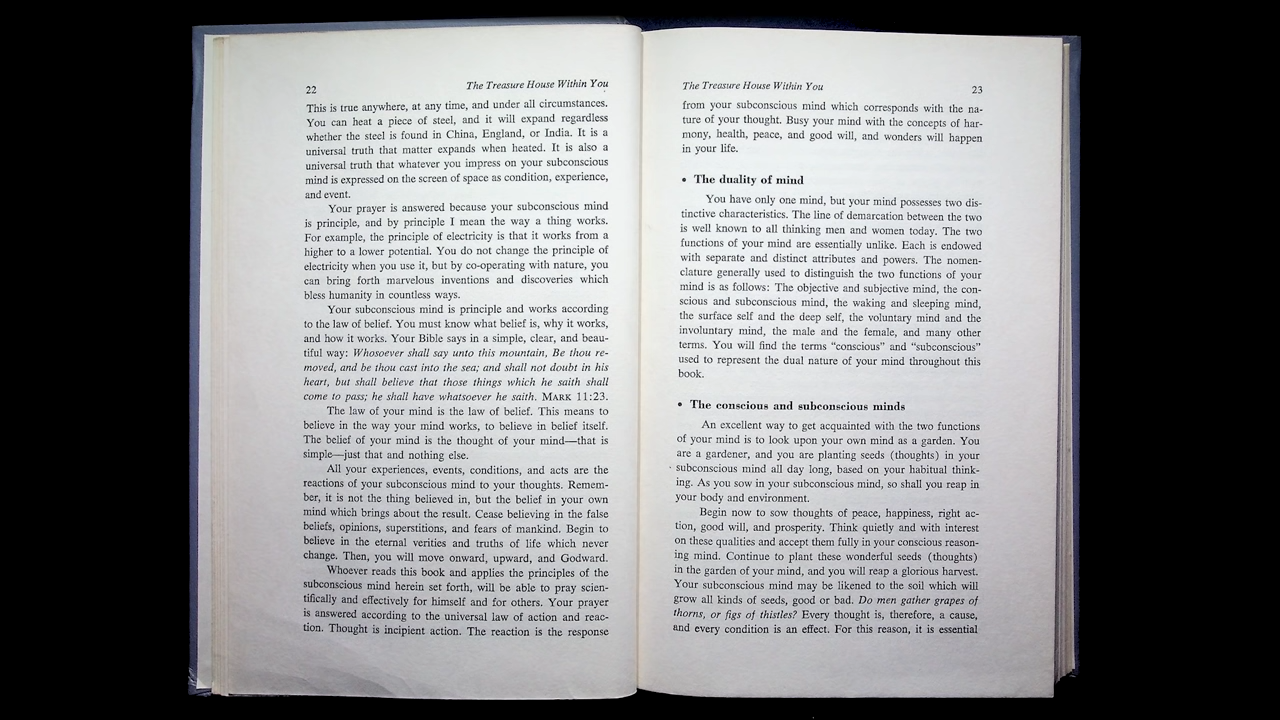 22
The Treasure House Within You
This is true anywhere, at any time, and under all circumstances.
You can heat a piece of steel, and it will expand regardless
whether the steel is found in China, England, or India. It is a
universal truth that matter expands when heated. It is also a
universal truth that whatever you impress on your subconscious
mind is expressed on the screen of space as condition, experience,
and event.
Your prayer is answered because your subconscious mind
is principle, and by principle I mean the way a thing works.
For example, the principle of electricity is that it works from a
higher to a lower potential. You do not change the principle of
electricity when you use it, but by co-operating with nature, you
can bring forth marvelous inventions and discoveries which
bless humanity in countless ways.
Your subconscious mind is principle and works according
to the law of belief. You must know what belief is, why it works,
and how it works. Your Bible says in a simple, clear, and beau-
tiful way: Whosoever shall say unto this mountain, Be thou re-
moved, and be thou cast into the sea; and shall not doubt in his
heart, but shall believe that those things which he saith shall
come to pass; he shall have whatsoever he saith. MARK 11:23.
The law of your mind is the law of belief. This means to
believe in the way your mind works, to believe in belief itself.
The belief of your mind is the thought of your mind—that is
simple—just that and nothing else.
All your experiences, events, conditions, and acts are the
reactions of your subconscious mind to your thoughts. Remem-
ber, it is not the thing believed in, but the belief in your own
mind which brings about the result. Cease believing in the false
beliefs, opinions, superstitions, and fears of mankind. Begin to
believe in the eternal verities and truths of life which never
change. Then, you will move onward, upward, and Godward.
Whoever reads this book and applies the principles of the
subconscious mind herein set forth, will be able to pray scien-
tifically and effectively for himself and for others. Your prayer
is answered according to the universal law of action and reac-
tion. Thought is incipient action. The reaction is the response
The Treasure House Within You
23
from your subconscious mind which corresponds with the na-
ture of your thought. Busy your mind with the concepts of har-
mony, health, peace, and good will, and wonders will happen
in your life.
• The duality of mind
You have only one mind, but your mind possesses two dis-
tinctive characteristics. The line of demarcation between the two
is well known to all thinking men and women today. The two
functions of your mind are essentially unlike. Each is endowed
with separate and distinct attributes and powers. The nomen-
clature generally used to distinguish the two functions of your
mind is as follows: The objective and subjective mind, the con-
scious and subconscious mind, the waking and sleeping mind,
the surface self and the deep self, the voluntary mind and the
involuntary mind, the male and the female, and many other
terms. You will find the terms “conscious” and “subconscious”
used to represent the dual nature of your mind throughout this
book.
• The conscious and subconscious minds
An excellent way to get acquainted with the two functions
of your mind is to look upon your own mind as a garden. You
are a gardener, and you are planting seeds (thoughts) in your
subconscious mind all day long, based on your habitual think-
ing. As you sow in your subconscious mind, so shall you reap in
your body and environment.
Begin now to sow thoughts of peace, happiness, right ac-
tion, good will, and prosperity. Think quietly and with interest
on these qualities and accept them fully in your conscious reason-
ing mind. Continue to plant these wonderful seeds (thoughts)
in the garden of your mind, and you will reap a glorious harvest.
Your subconscious mind may be likened to the soil which will
grow all kinds of seeds, good or bad. Do men gather grapes of
thorns, or figs of thistles? Every thought is, therefore, a cause,
and every condition is an effect. For this reason, it is essential